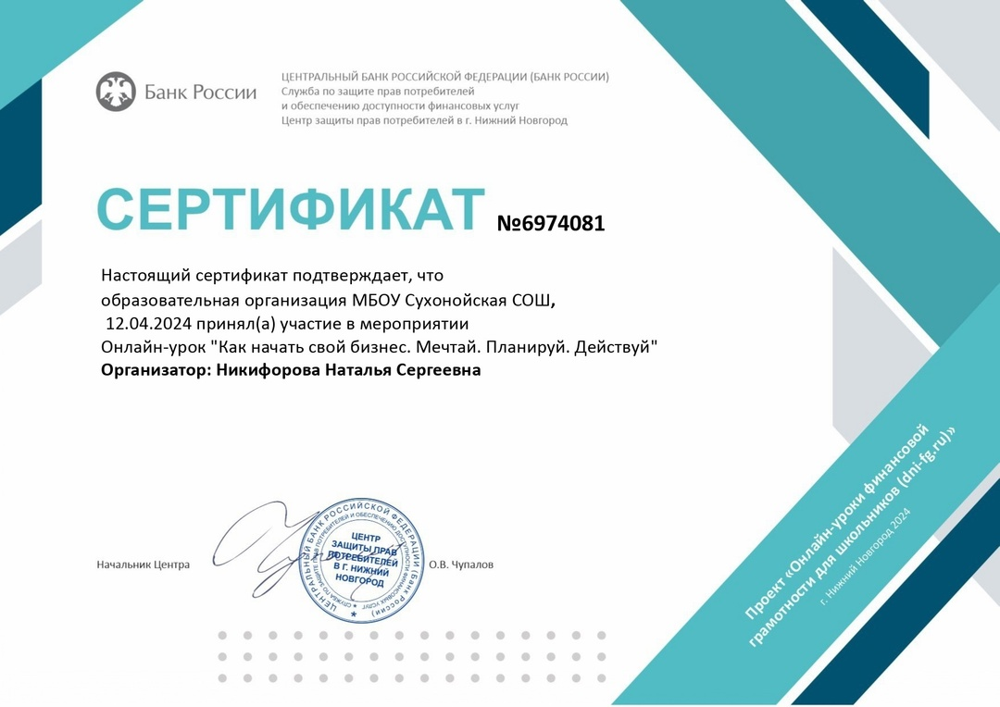 Банк России
ЦЕНТРАЛЬНЫЙ БАНК РОССИЙСКОЙ ФЕДЕРАЦИИ (БАНК РОССИИ)
Служба по защите прав потребителей
и обеспечению доступности финансовых услуг
Центр защиты прав потребителей в г. Нижний Новгород
СЕРТИФИКАТ №6974081
Настоящий сертификат подтверждает, что
образовательная организация МБОУ Сухонойская СОШ,
12.04.2024 принял(а) участие в мероприятии
Онлайн-урок "Как начать свой бизнес. Мечтай. Планируй. Действуй"
Организатор: Никифорова Наталья Сергеевна
Начальник Центра
ЦЕНТРАЛЬНЫЙ БАНК РОССИЙСКОЙ ФЕДЕРАЦИИ (Банк России)
СЛУЖБА ПО ЗАЩИТЕ ПРАВ ПОТРЕБИТЕЛЕЙ И ОБЕСПЕЧЕНИЮ ДОСТУПНОСТИ ФИНАНСОВЫХ УСЛУГ
ЦЕНТР
ЗАЩИТЫ ПРАВ
ПОТРЕБИТЕЛЕЙ
В Г. НИЖНИЙ
НОВГОРОД
О.В. Чупалов
Проект «Онлайн-уроки финансовой
грамотности для школьников (dni-fg.ru)»
г. Нижний Новгород 2024